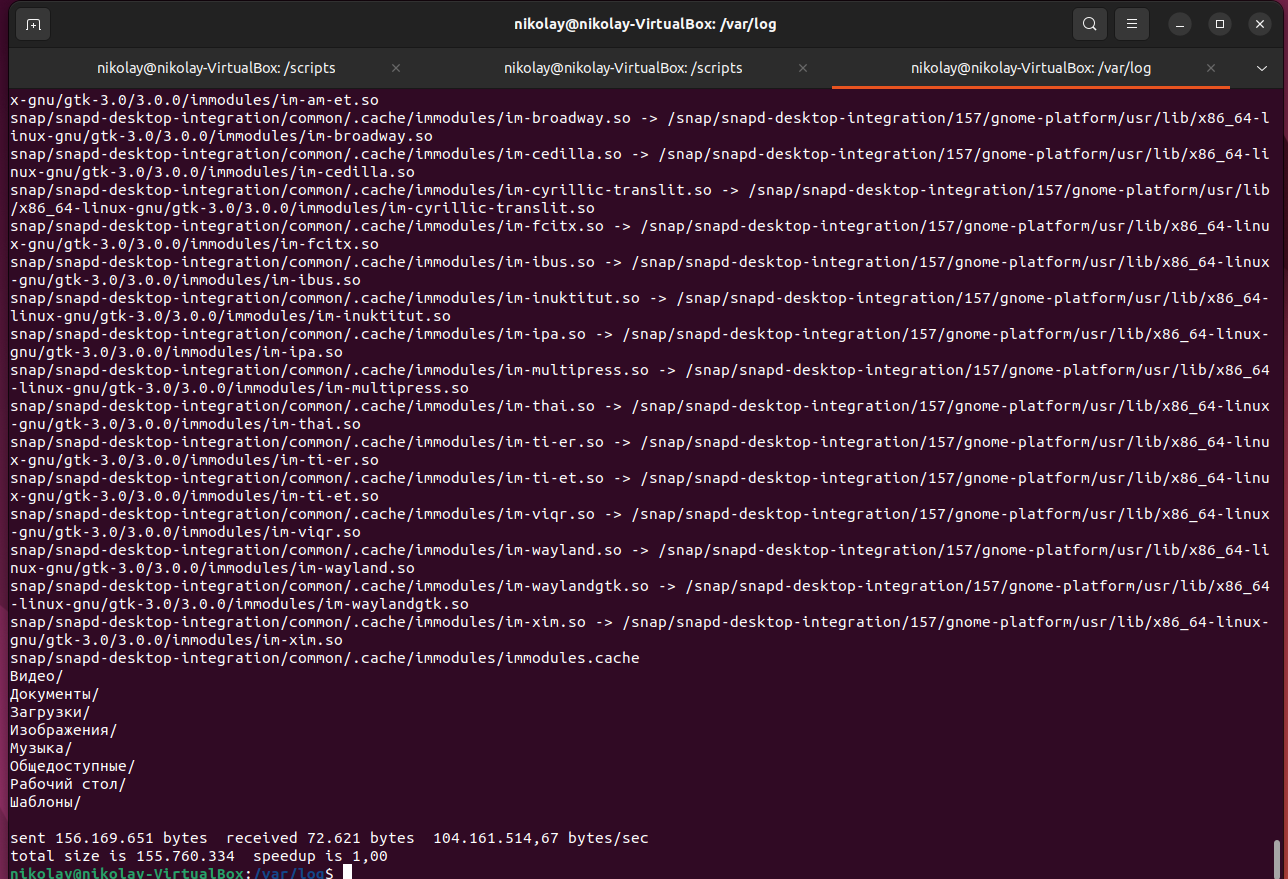 nikolay@nikolay-VirtualBox: /var/log
nikolay@nikolay-VirtualBox: /scripts
nikolay@nikolay-VirtualBox: /scripts
nikolay@nikolay-VirtualBox: /var/log
x-gnu/gtk-3.0/3.0.0/immodules/im-am-et.so
snap/snapd-desktop-integration/common/.cache/immodules/im-broadway.so -> /snap/snapd-desktop-integration/157/gnome-platform/usr/lib/x86_64-l
inux-gnu/gtk-3.0/3.0.0/immodules/im-broadway.so
snap/snapd-desktop-integration/common/.cache/immodules/im-cedilla.so -> /snap/snapd-desktop-integration/157/gnome-platform/usr/lib/x86_64-li
nux-gnu/gtk-3.0/3.0.0/immodules/im-cedilla.so
snap/snapd-desktop-integration/common/.cache/immodules/im-cyrillic-translit.so -> /snap/snapd-desktop-integration/157/gnome-platform/usr/lib
/x86_64-linux-gnu/gtk-3.0/3.0.0/immodules/im-cyrillic-translit.so
snap/snapd-desktop-integration/common/.cache/immodules/im-fcitx.so -> /snap/snapd-desktop-integration/157/gnome-platform/usr/lib/x86_64-linu
x-gnu/gtk-3.0/3.0.0/immodules/im-fcitx.so
snap/snapd-desktop-integration/common/.cache/immodules/im-ibus.so -> /snap/snapd-desktop-integration/157/gnome-platform/usr/lib/x86_64-linux
-gnu/gtk-3.0/3.0.0/immodules/im-ibus.so
snap/snapd-desktop-integration/common/.cache/immodules/im-inuktitut.so -> /snap/snapd-desktop-integration/157/gnome-platform/usr/lib/x86_64-
linux-gnu/gtk-3.0/3.0.0/immodules/im-inuktitut.so
snap/snapd-desktop-integration/common/.cache/immodules/im-ipa.so -> /snap/snapd-desktop-integration/157/gnome-platform/usr/lib/x86_64-linux-
gnu/gtk-3.0/3.0.0/immodules/im-ipa.so
snap/snapd-desktop-integration/common/.cache/immodules/im-multipress.so -> /snap/snapd-desktop-integration/157/gnome-platform/usr/lib/x86_64
-linux-gnu/gtk-3.0/3.0.0/immodules/im-multipress.so
snap/snapd-desktop-integration/common/.cache/immodules/im-thai.so -> /snap/snapd-desktop-integration/157/gnome-platform/usr/lib/x86_64-linux
-gnu/gtk-3.0/3.0.0/immodules/im-thai.so
snap/snapd-desktop-integration/common/.cache/immodules/im-ti-er.so -> /snap/snapd-desktop-integration/157/gnome-platform/usr/lib/x86_64-linu
x-gnu/gtk-3.0/3.0.0/immodules/im-ti-er.so
snap/snapd-desktop-integration/common/.cache/immodules/im-ti-et.so -> /snap/snapd-desktop-integration/157/gnome-platform/usr/lib/x86_64-linu
x-gnu/gtk-3.0/3.0.0/immodules/im-ti-et.so
snap/snapd-desktop-integration/common/.cache/immodules/im-viqr.so -> /snap/snapd-desktop-integration/157/gnome-platform/usr/lib/x86_64-linux
-gnu/gtk-3.0/3.0.0/immodules/im-viqr.so
snap/snapd-desktop-integration/common/.cache/immodules/im-wayland.so -> /snap/snapd-desktop-integration/157/gnome-platform/usr/lib/x86_64-li
nux-gnu/gtk-3.0/3.0.0/immodules/im-wayland.so
snap/snapd-desktop-integration/common/.cache/immodules/im-waylandgtk.so -> /snap/snapd-desktop-integration/157/gnome-platform/usr/lib/x86_64
-linux-gnu/gtk-3.0/3.0.0/immodules/im-waylandgtk.so
snap/snapd-desktop-integration/common/.cache/immodules/im-xim.so -> /snap/snapd-desktop-integration/157/gnome-platform/usr/lib/x86_64-linux-
gnu/gtk-3.0/3.0.0/immodules/im-xim.so
snap/snapd-desktop-integration/common/.cache/immodules/immodules.cache
Видео/
Документы/
Загрузки/
Изображения/
Музыка/
Общедоступные/
Рабочий стол/
Шаблоны/
sent 156.169.651 bytes  received 72.621 bytes  104.161.514,67 bytes/sec
total size is 155.760.334  speedup is 1,00
nikolay@nikolay-VirtualBox:/var/log$